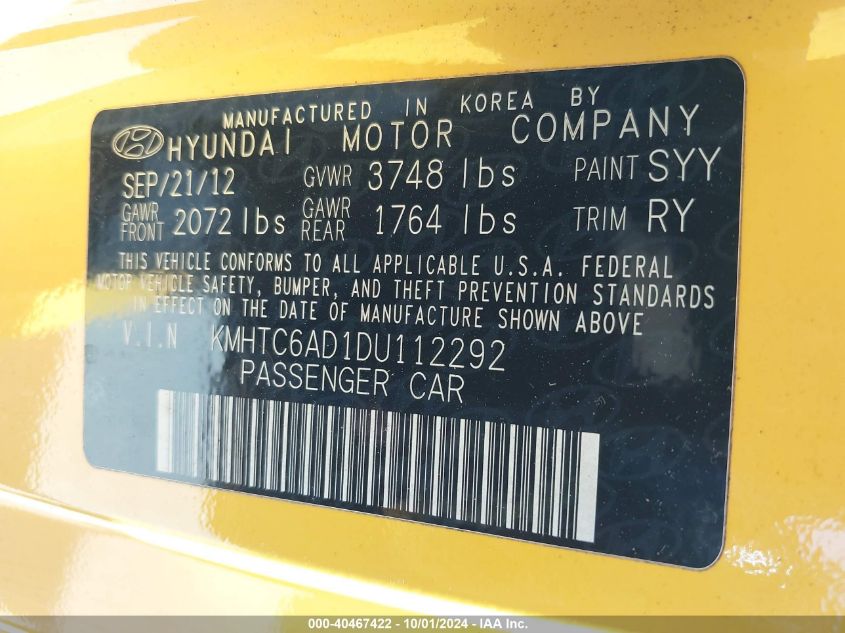 MANUFACTURED IN KOREA BY
HYUNDAI MOTOR COMPANY
SEP/21/12 GVWR 3748 lbs PAINT SYY
GAWR FRONT 2072 lbs GAWR REAR 1764 lbs TRIM RY
THIS VEHICLE CONFORMS TO ALL APPLICABLE U.S.A. FEDERAL
MOTOR VEHICLE SAFETY, BUMPER, AND THEFT PREVENTION STANDARDS
IN EFFECT ON THE DATE OF MANUFACTURE SHOWN ABOVE
V.I.N KMHTC6AD1DU112292
PASSENGER CAR
000-40467422 - 10/01/2024 - IAA Inc.